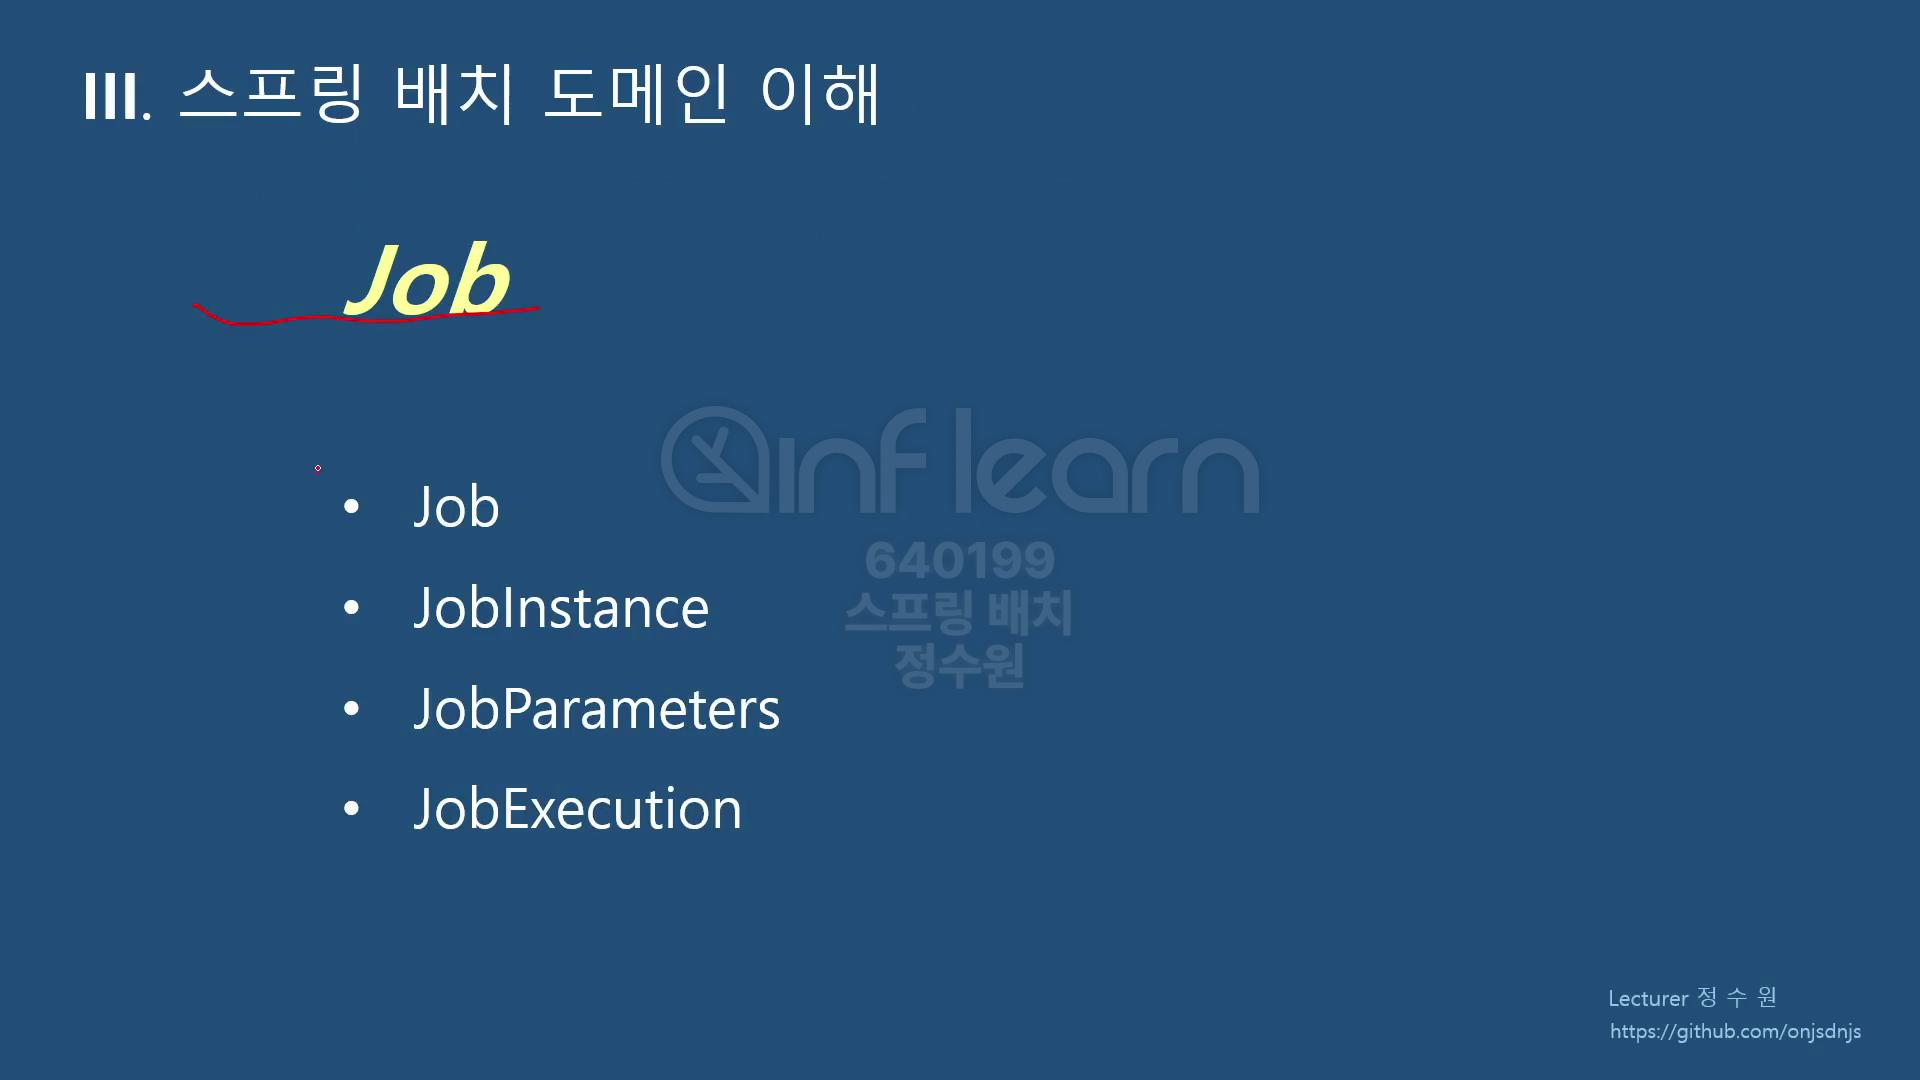 III. 스프링 배치 도메인 이해
Job
• Job
• JobInstance
• JobParameters
• JobExecution
inflearn
640199
스프링 배치
정수원
Lecturer 정 수 원
https://github.com/onjsdnjs